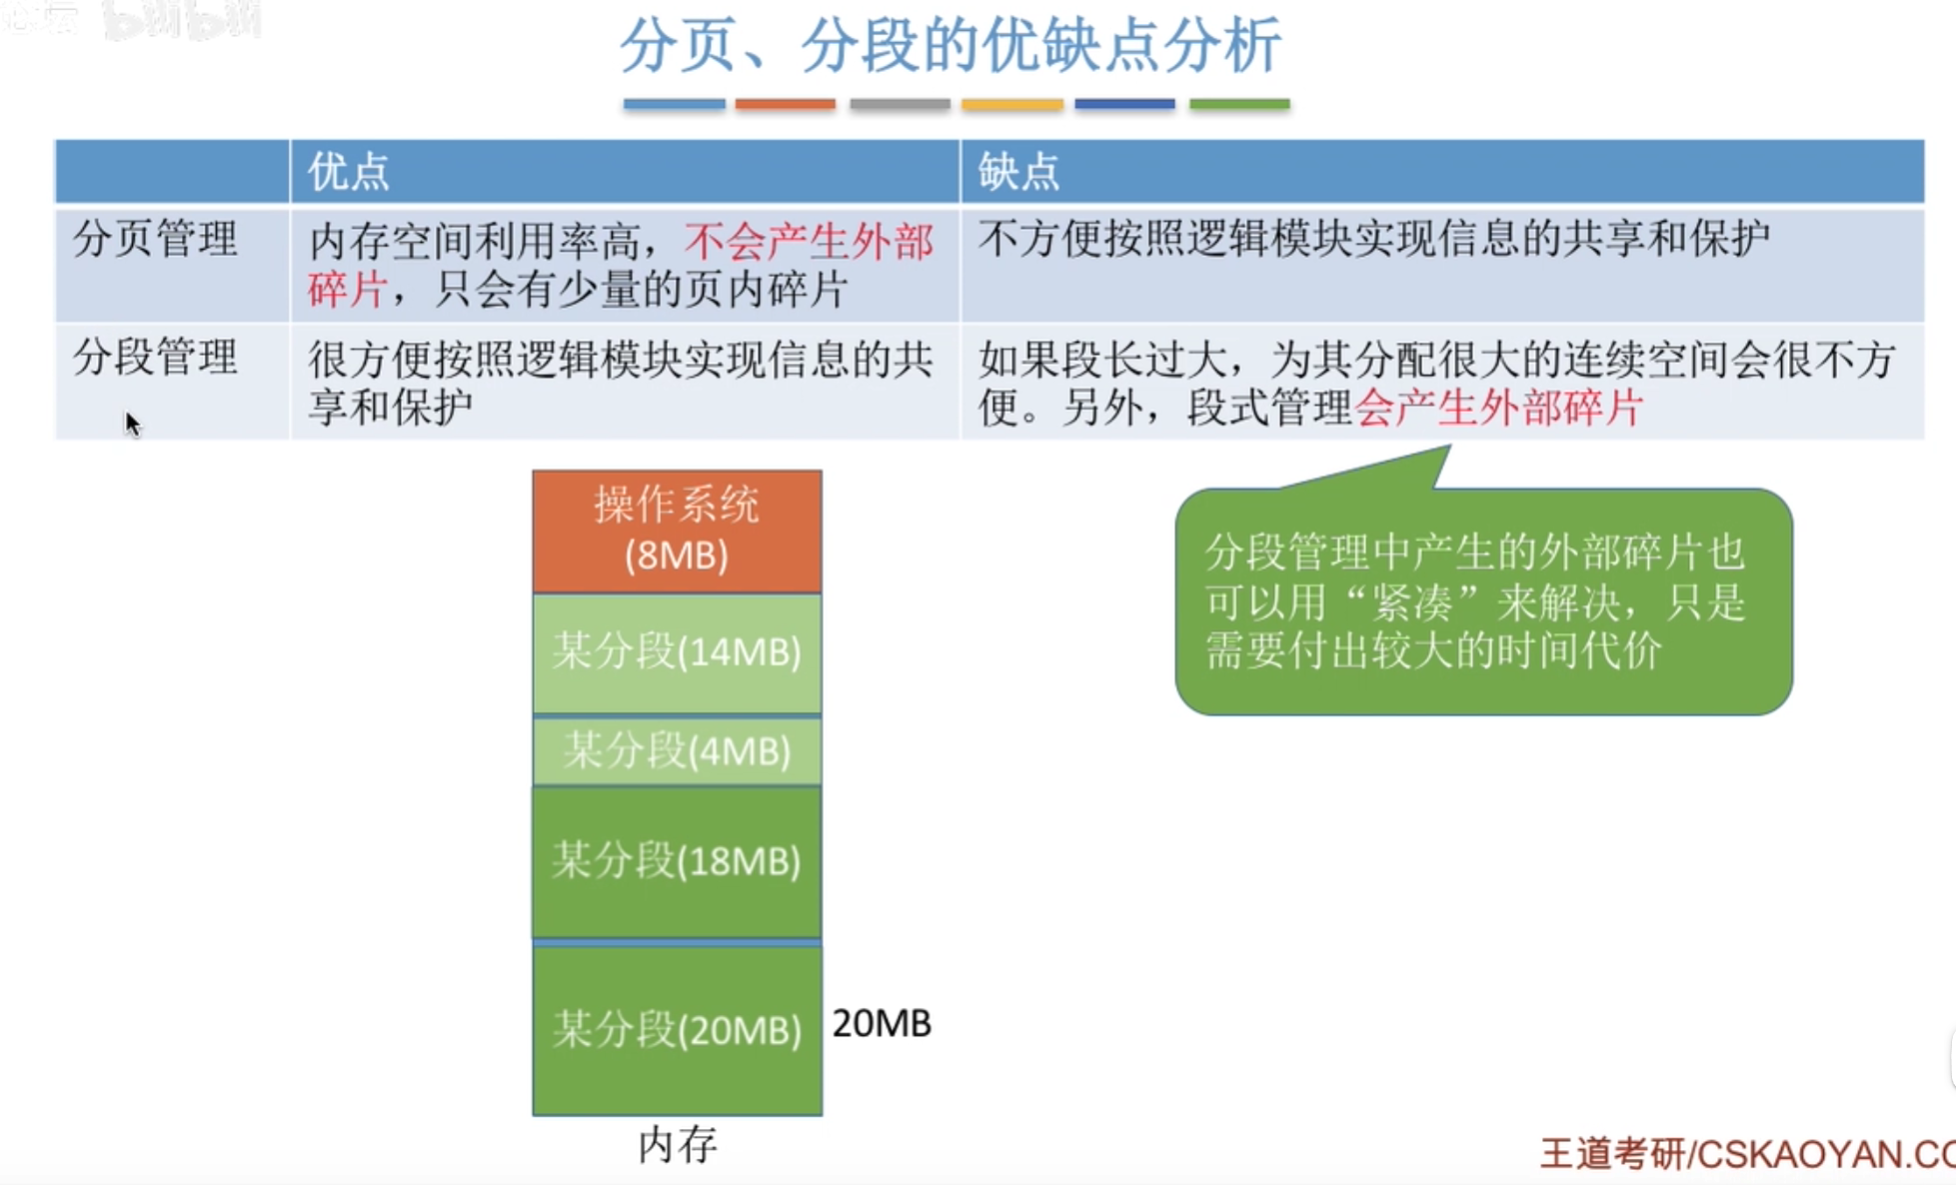 bilibili
分页、分段的优缺点分析
优点
缺点
分页管理
内存空间利用率高，不会产生外部
碎片，只会有少量的页内碎片
不方便按照逻辑模块实现信息的共享和保护
分段管理
很方便按照逻辑模块实现信息的共
享和保护
如果段长过大，为其分配很大的连续空间会很不方
便。另外，段式管理会产生外部碎片
操作系统
(8MB)
某分段(14MB)
某分段(4MB)
某分段(18MB)
某分段(20MB)
20MB
内存
分段管理中产生的外部碎片也
可以用“紧凑”来解决，只是
需要付出较大的时间代价
王道考研/CSKAOYAN.CO